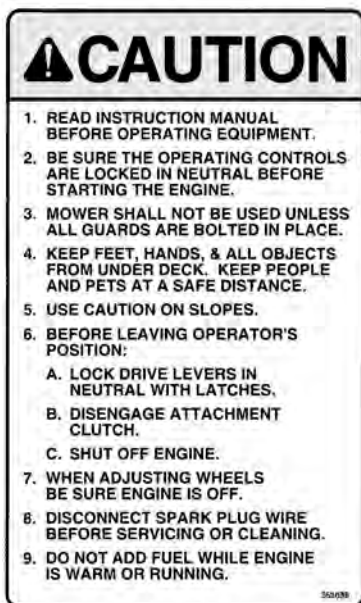 CAUTION
1. READ INSTRUCTION MANUAL
BEFORE OPERATING EQUIPMENT.
2. BE SURE THE OPERATING CONTROLS
ARE LOCKED IN NEUTRAL BEFORE
STARTING THE ENGINE.
3. MOWER SHALL NOT BE USED UNLESS
ALL GUARDS ARE BOLTED IN PLACE.
4. KEEP FEET, HANDS, & ALL OBJECTS
FROM UNDER DECK. KEEP PEOPLE
AND PETS AT A SAFE DISTANCE.
5. USE CAUTION ON SLOPES.
6. BEFORE LEAVING OPERATOR'S
POSITION:
A. LOCK DRIVE LEVERS IN
NEUTRAL WITH LATCHES.
B. DISENGAGE ATTACHMENT
CLUTCH.
C. SHUT OFF ENGINE.
7. WHEN ADJUSTING WHEELS
BE SURE ENGINE IS OFF.
8. DISCONNECT SPARK PLUG WIRE
BEFORE SERVICING OR CLEANING.
9. DO NOT ADD FUEL WHILE ENGINE
IS WARM OR RUNNING.